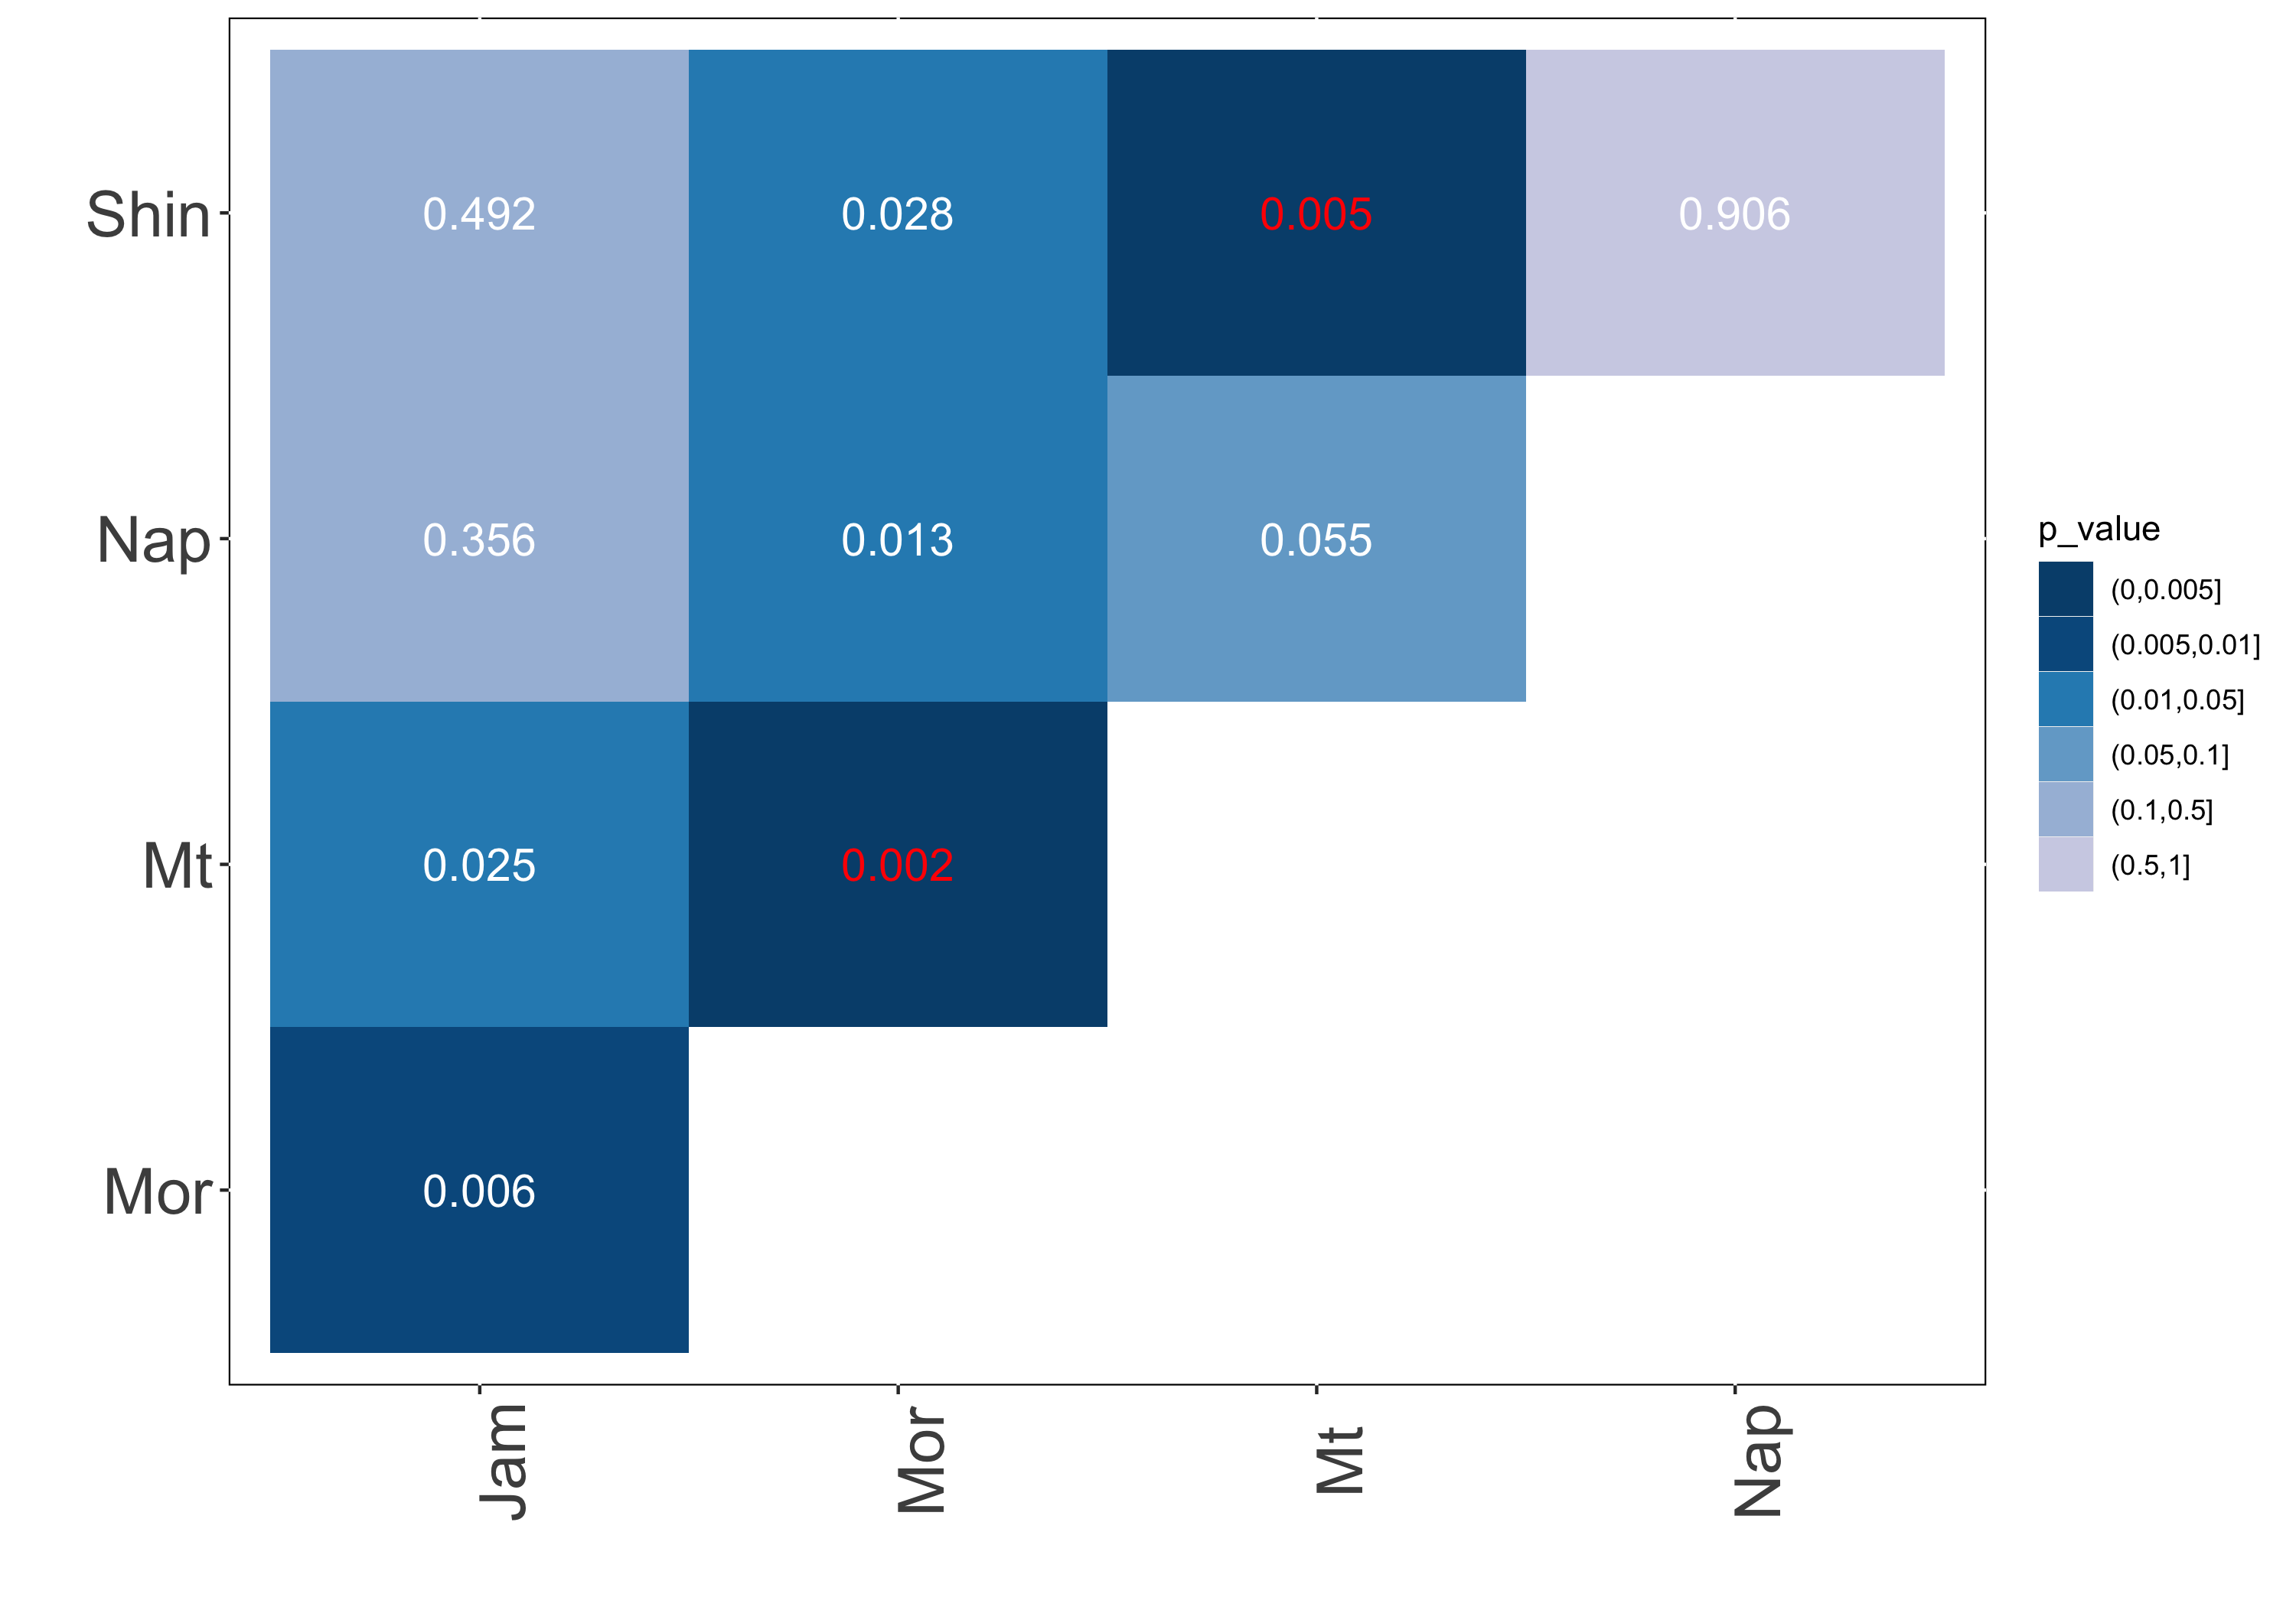 Shin 0.492 0.028 0.005 0.906
Nap 0.356 0.013 0.055
Mt 0.025 0.002
Mor 0.006
Jam Mor Mt Nap
p_value
(0,0.005]
(0.005,0.01]
(0.01,0.05]
(0.05,0.1]
(0.1,0.5]
(0.5,1]